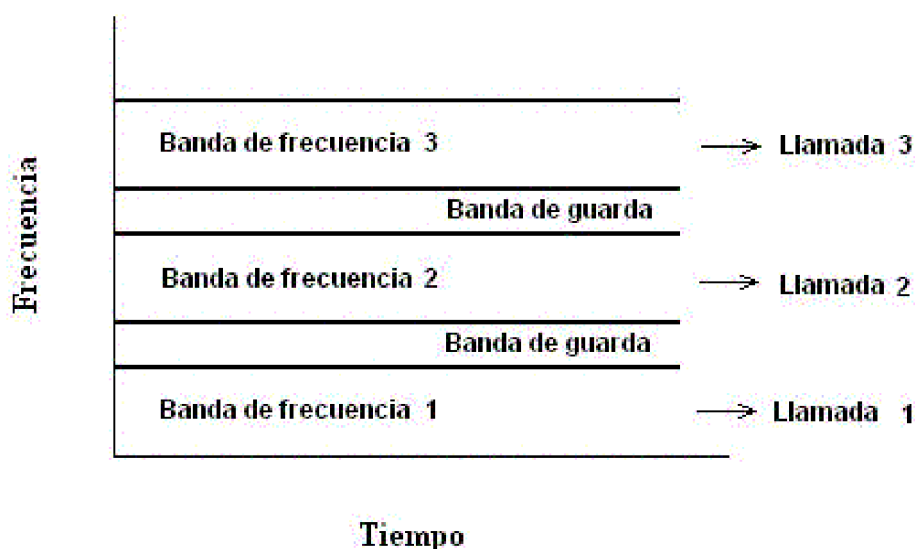 Frecuencia
Banda de frecuencia 3
Llamada 3
Banda de guarda
Banda de frecuencia 2
Llamada 2
Banda de guarda
Banda de frecuencia 1
Llamada 1
Tiempo